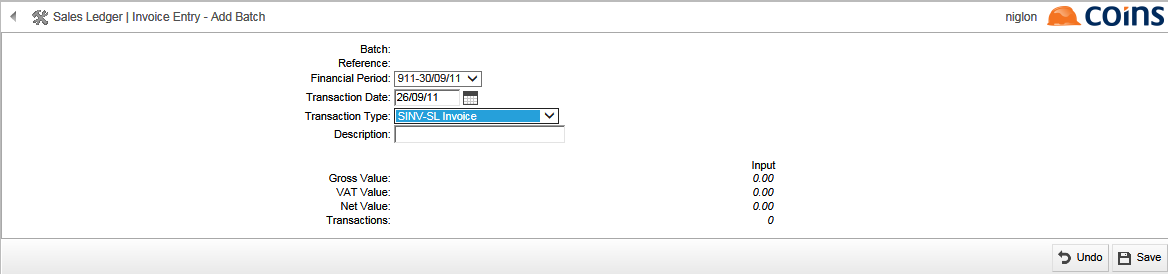 Sales Ledger | Invoice Entry - Add Batch niglon coins
Batch:
Reference:
Financial Period: 911-30/09/11
Transaction Date: 26/09/11
Transaction Type: SINV-SL Invoice
Description:
Input
Gross Value: 0.00
VAT Value: 0.00
Net Value: 0.00
Transactions: 0
Undo Save